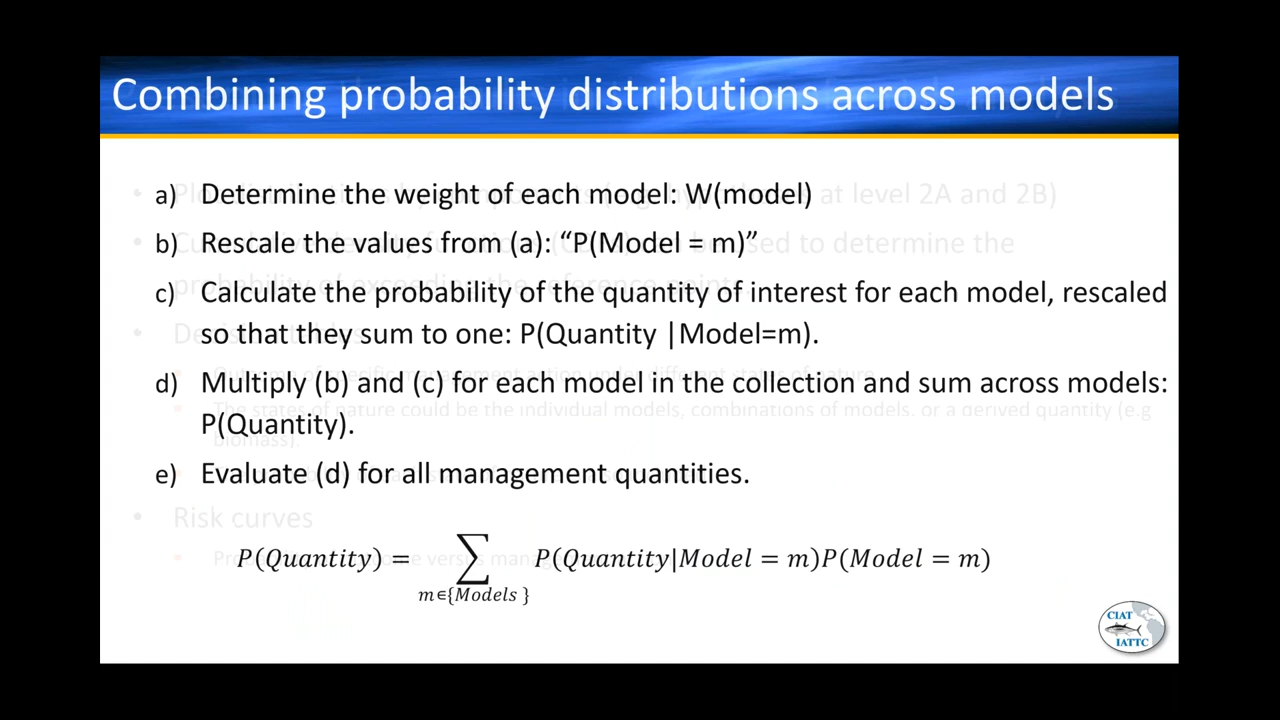 Combining probability distributions across models
a) Determine the weight of each model: W(model)
b) Rescale the values from (a): “P(Model = m)”
c) Calculate the probability of the quantity of interest for each model, rescaled
so that they sum to one: P(Quantity |Model=m).
d) Multiply (b) and (c) for each model in the collection and sum across models:
P(Quantity).
e) Evaluate (d) for all management quantities.
Risk curves
P(Quantity) = ∑ P(Quantity|Model = m)P(Model = m)
m∈{Models }
CIAT
IATTC